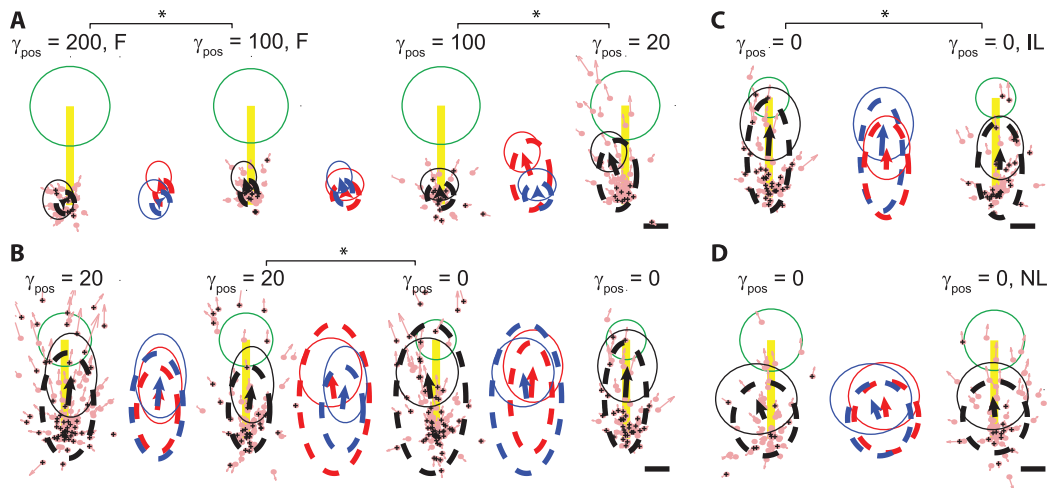 A
*
*
C
*
γpos = 200, F
γpos = 100, F
γpos = 100
γpos = 20
γpos = 0
γpos = 0, IL
B
*
D
γpos = 20
γpos = 20
γpos = 0
γpos = 0
γpos = 0
γpos = 0, NL